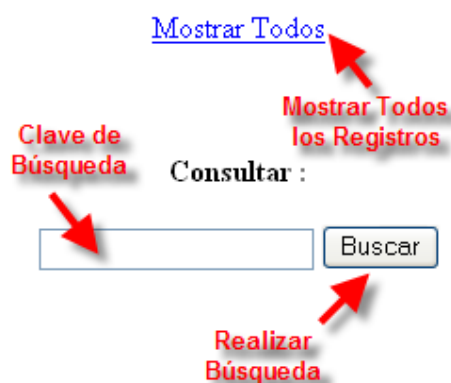 Mostrar Todos
Mostrar Todos
los Registros
Clave de
Búsqueda
Consultar :
Buscar
Realizar
Búsqueda